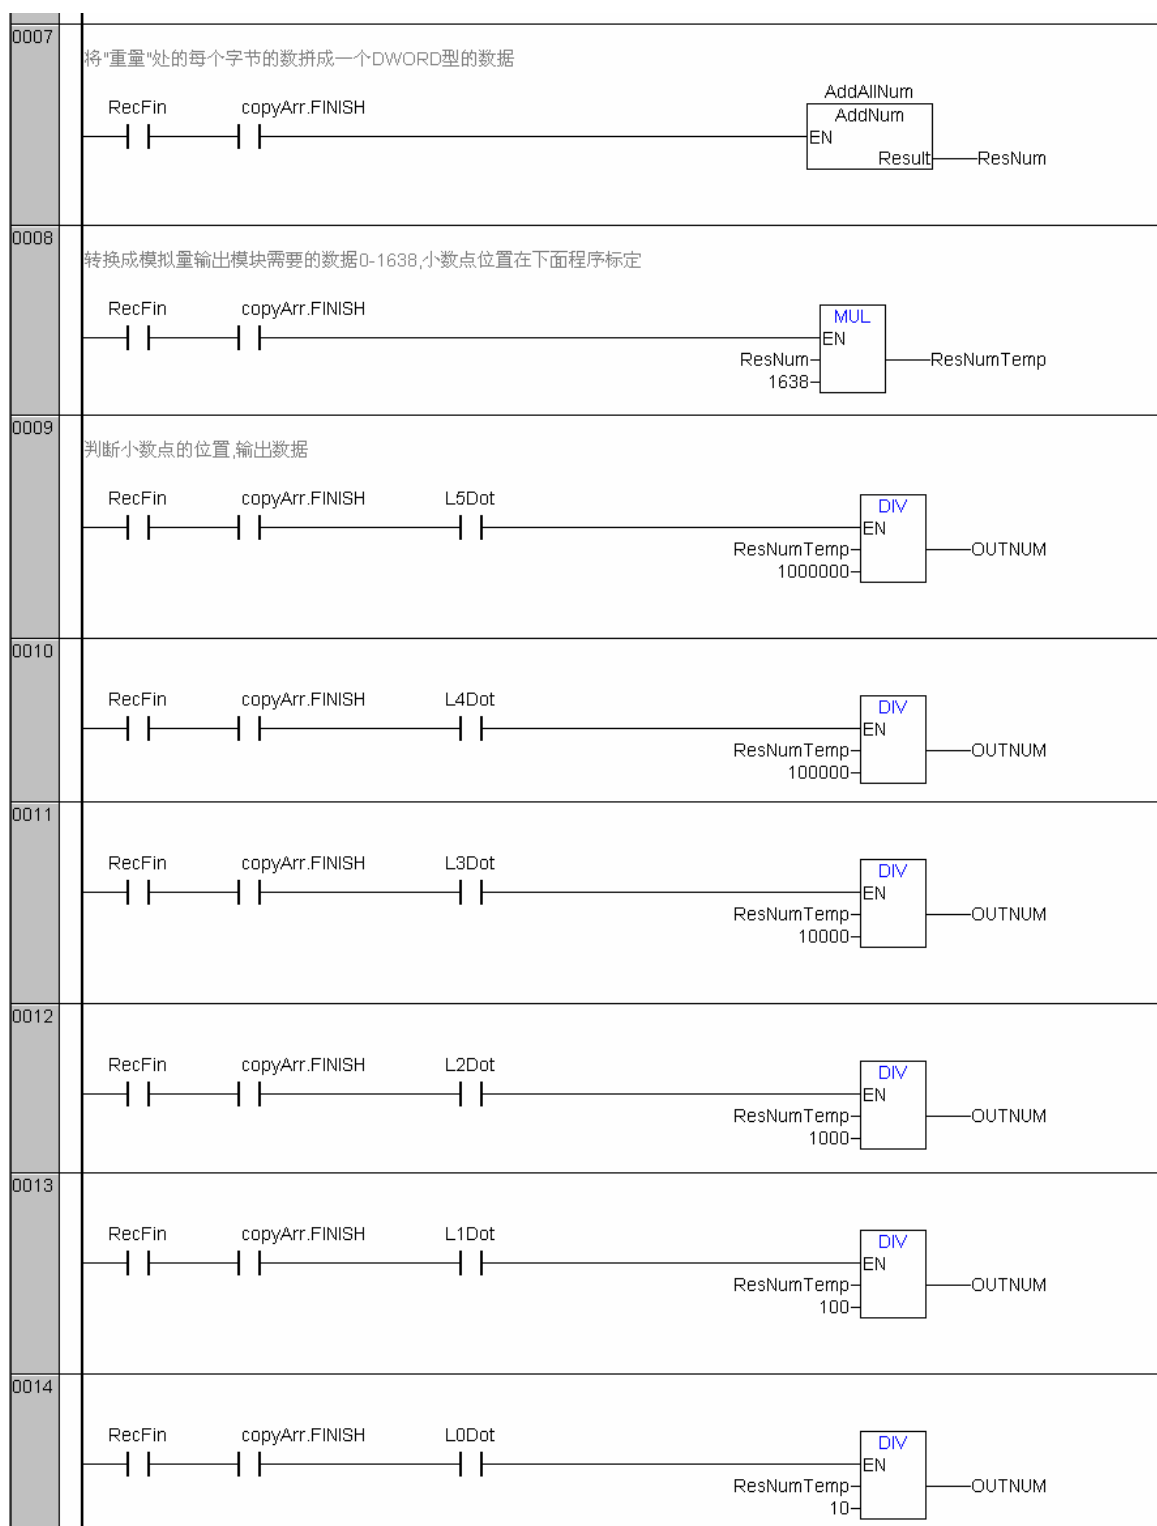 0007
将"重量"处的每个字节的数拼成一个DWORD型的数据
RecFin copyArr.FINISH AddAllNum
AddNum
EN
Result ResNum
0008
转换成模拟量输出模块需要的数据0-1638,小数点位置在下面程序标定
RecFin copyArr.FINISH
MUL
EN
ResNum ResNumTemp
1638
0009
判断小数点的位置,输出数据
RecFin copyArr.FINISH L5Dot
DIV
EN
ResNumTemp OUTNUM
1000000
0010
RecFin copyArr.FINISH L4Dot
DIV
EN
ResNumTemp OUTNUM
100000
0011
RecFin copyArr.FINISH L3Dot
DIV
EN
ResNumTemp OUTNUM
10000
0012
RecFin copyArr.FINISH L2Dot
DIV
EN
ResNumTemp OUTNUM
1000
0013
RecFin copyArr.FINISH L1Dot
DIV
EN
ResNumTemp OUTNUM
100
0014
RecFin copyArr.FINISH L0Dot
DIV
EN
ResNumTemp OUTNUM
10